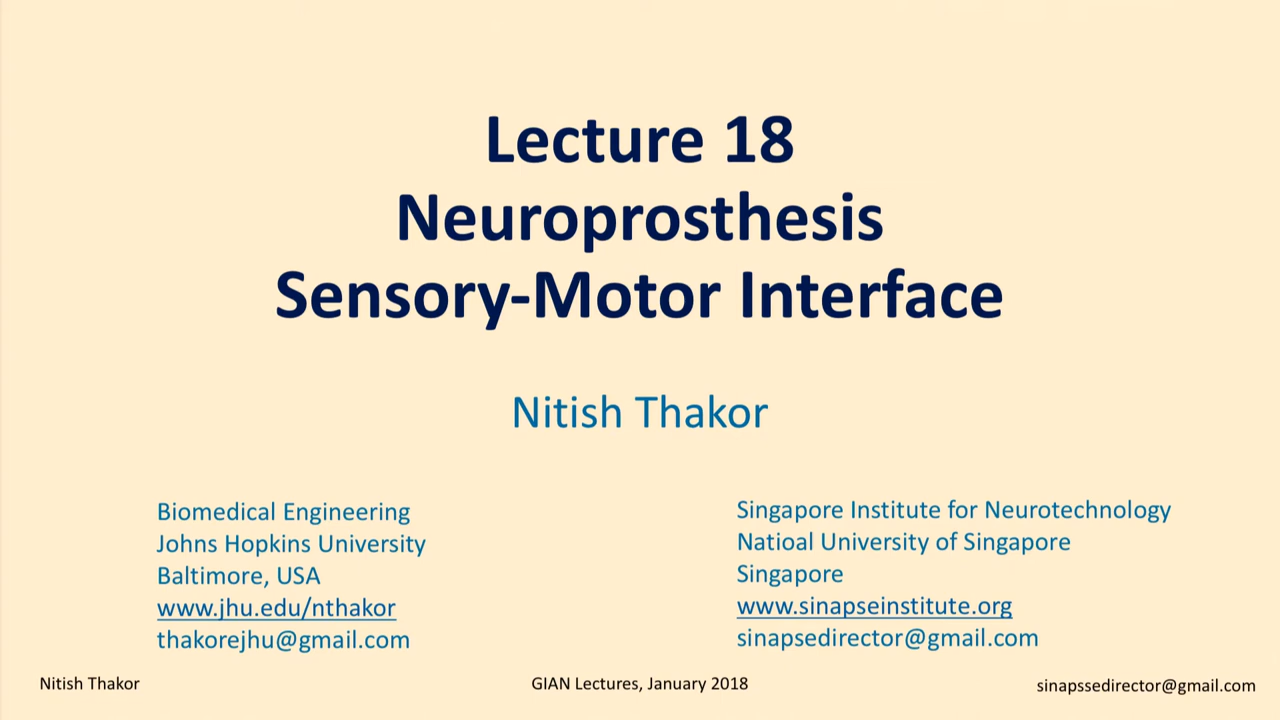 Lecture 18
Neuroprosthesis
Sensory-Motor Interface
Nitish Thakor
Biomedical Engineering
Johns Hopkins University
Baltimore, USA
www.jhu.edu/nthakor
thakorejhu@gmail.com
Singapore Institute for Neurotechnology
Natioal University of Singapore
Singapore
www.sinapseinstitute.org
sinapsedirector@gmail.com
Nitish Thakor
GIAN Lectures, January 2018
sinapssedirector@gmail.com